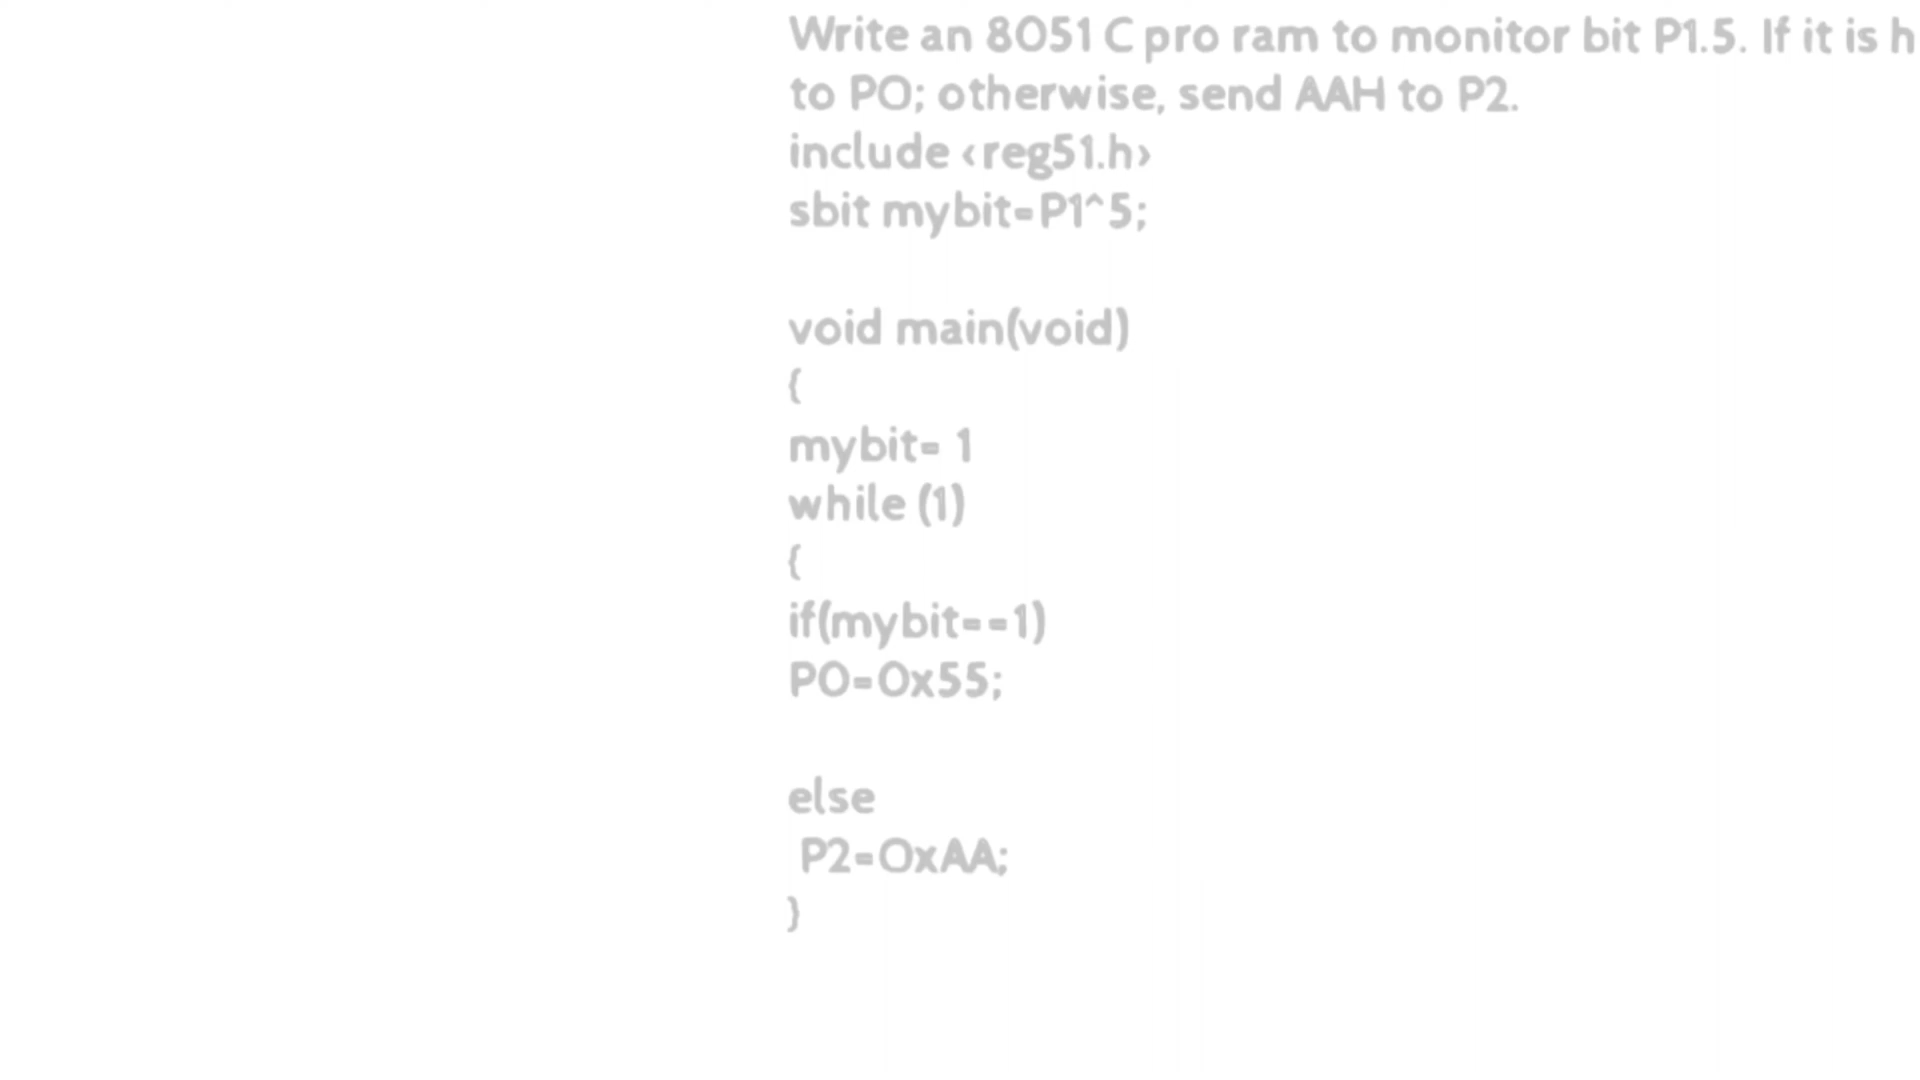 Write an 8051 C pro ram to monitor bit P1.5. If it is h
to PO; otherwise, send AAH to P2.
include <reg51.h>
sbit mybit=P1^5;
void main(void)
{
mybit= 1
while (1)
{
if(mybit==1)
PO=0x55;
else
P2=0xAA;
}